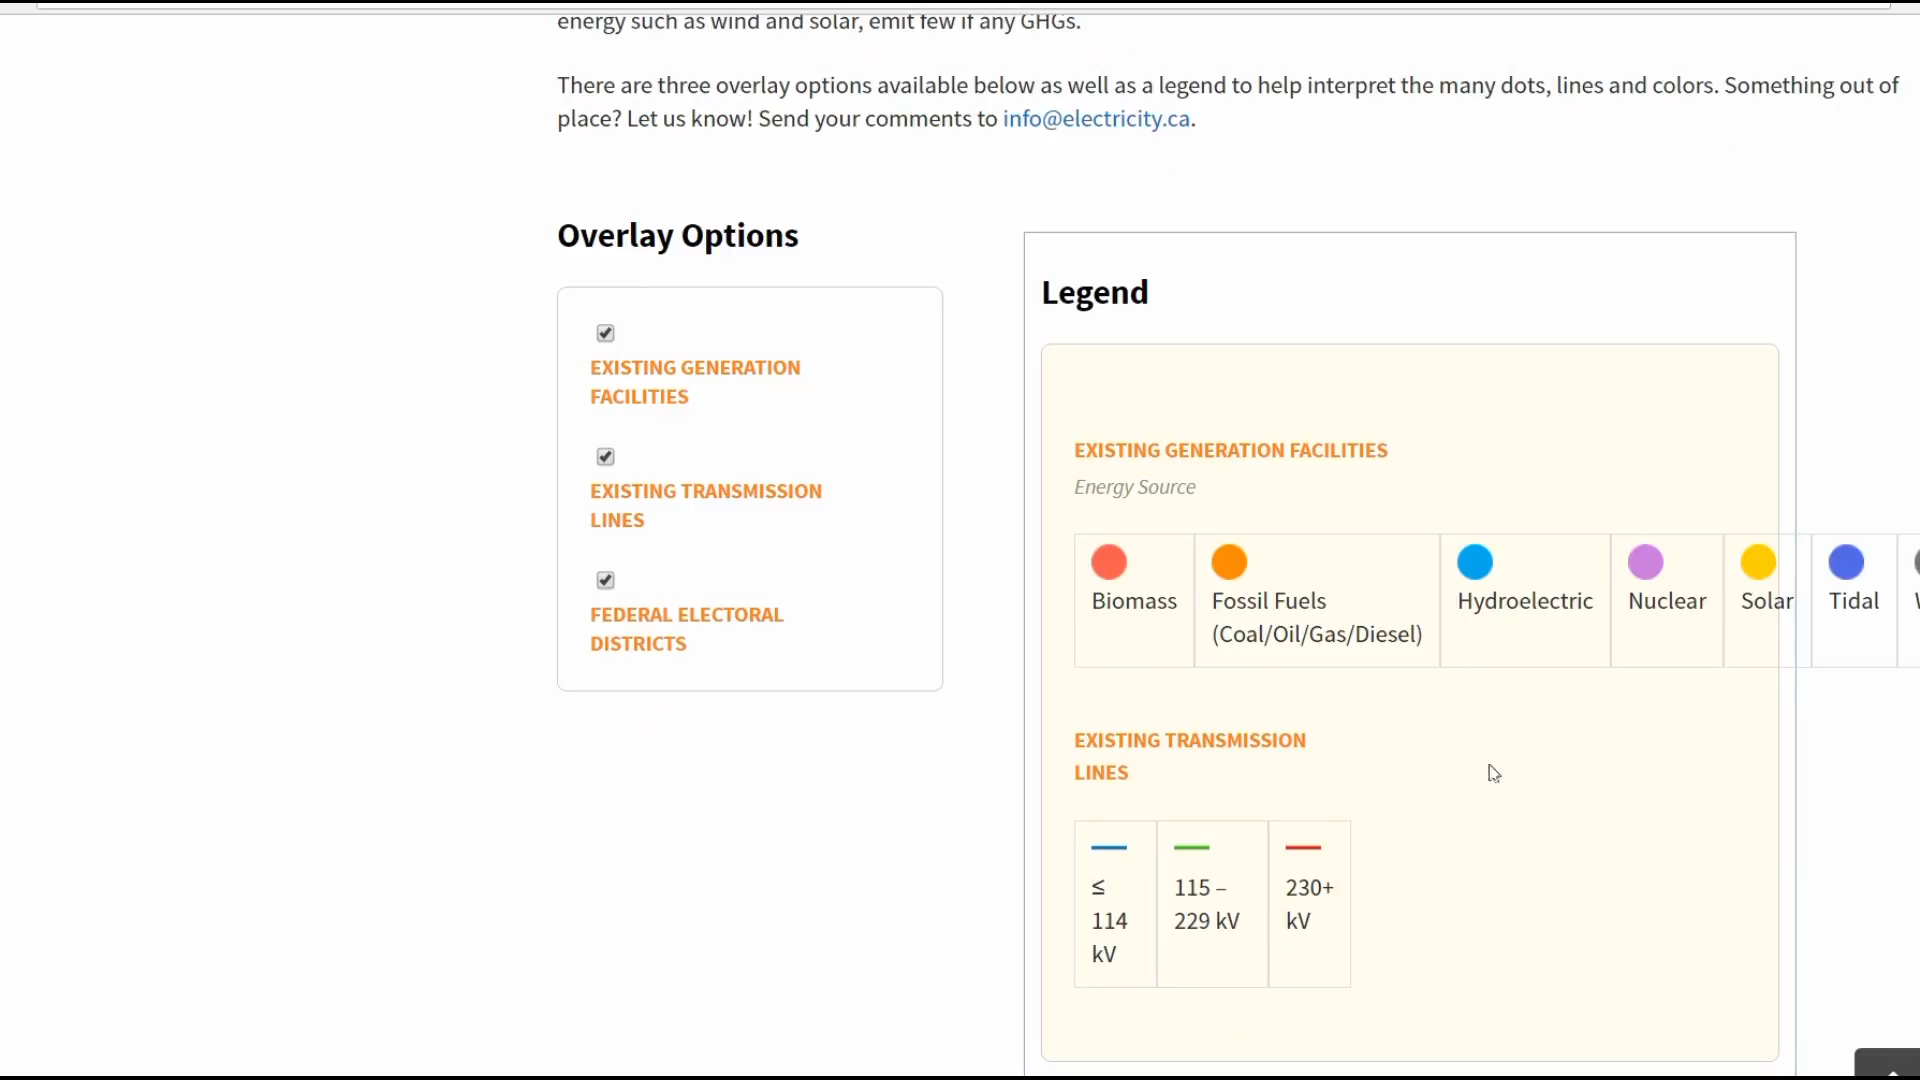 energy such as wind and solar, emit few if any GHGs.
There are three overlay options available below as well as a legend to help interpret the many dots, lines and colors. Something out of
place? Let us know! Send your comments to info@electricity.ca.
Overlay Options
EXISTING GENERATION
FACILITIES
EXISTING TRANSMISSION
LINES
FEDERAL ELECTORAL
DISTRICTS
Legend
EXISTING GENERATION FACILITIES
Energy Source
Biomass
Fossil Fuels
(Coal/Oil/Gas/Diesel)
Hydroelectric
Nuclear
Solar
Tidal
EXISTING TRANSMISSION
LINES
≤
114
kV
115 –
229 kV
230+
kV